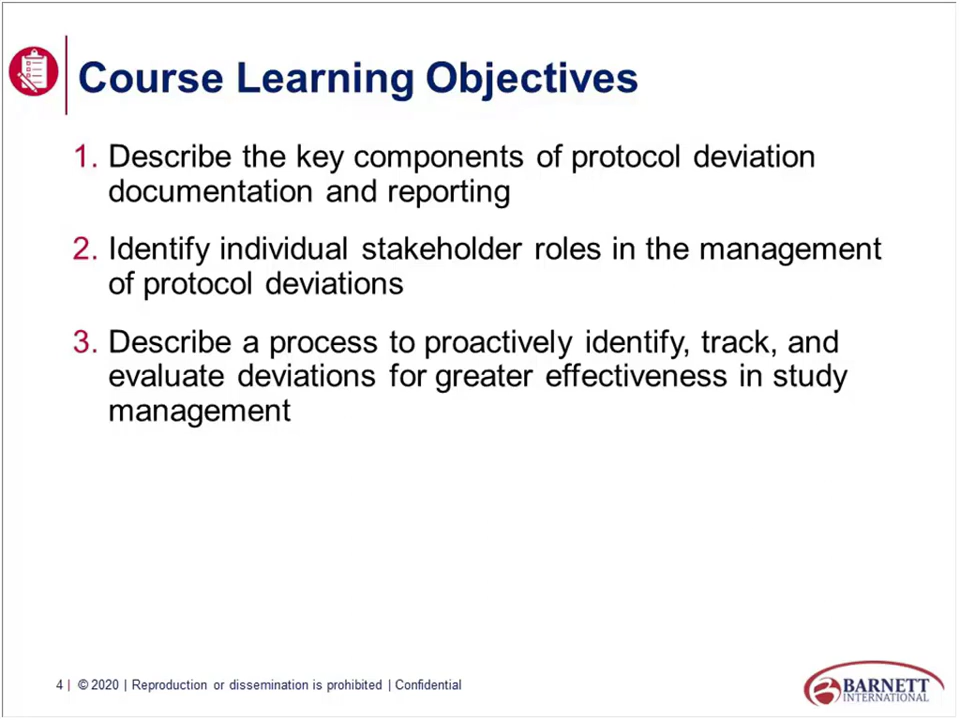 Course Learning Objectives
1. Describe the key components of protocol deviation
documentation and reporting
2. Identify individual stakeholder roles in the management
of protocol deviations
3. Describe a process to proactively identify, track, and
evaluate deviations for greater effectiveness in study
management
4 | © 2020 | Reproduction or dissemination is prohibited | Confidential
BARNETT
INTERNATIONAL